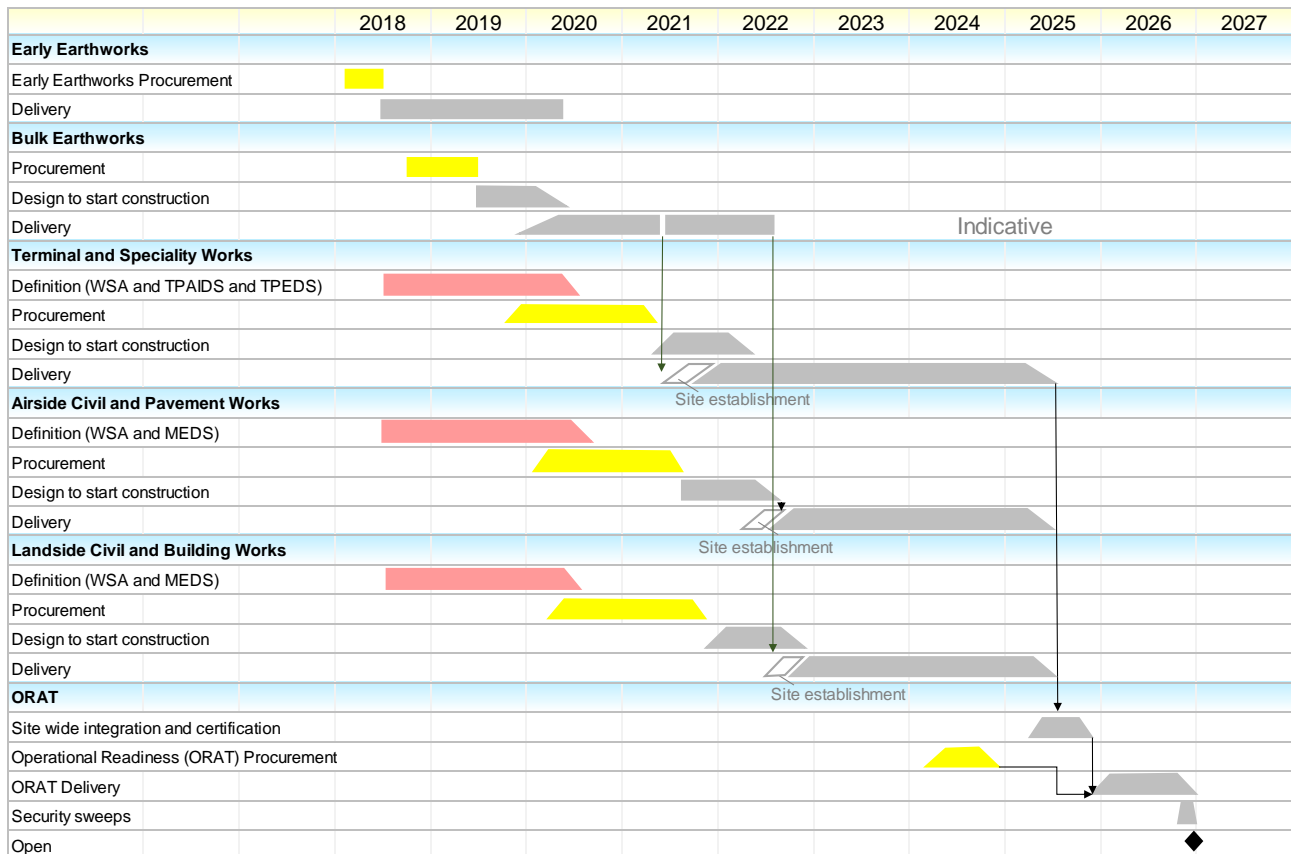 2018 2019 2020 2021 2022 2023 2024 2025 2026 2027
Early Earthworks
Early Earthworks Procurement
Delivery
Bulk Earthworks
Procurement
Design to start construction
Delivery Indicative
Terminal and Speciality Works
Definition (WSA and TPAIDS and TPEDS)
Procurement
Design to start construction
Delivery
Site establishment
Airside Civil and Pavement Works
Definition (WSA and MEDS)
Procurement
Design to start construction
Delivery
Site establishment
Landside Civil and Building Works
Definition (WSA and MEDS)
Procurement
Design to start construction
Delivery
Site establishment
ORAT
Site wide integration and certification
Operational Readiness (ORAT) Procurement
ORAT Delivery
Security sweeps
Open